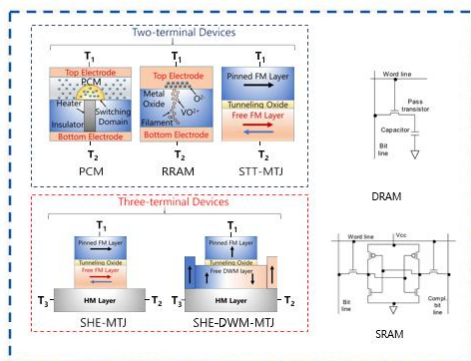 Two-terminal Devices
T1
T1
T1
Top Electrode
PCM
Heater
Insulator
Switching Domain
Bottom Electrode
T2
PCM
Top Electrode
Metal Oxide
O2-
VO2+
Filament
Bottom Electrode
T2
RRAM
Pinned FM Layer
Tunneling Oxide
Free FM Layer
T2
STT-MTJ
Three-terminal Devices
T1
T1
Pinned FM Layer
Tunneling Oxide
Free FM Layer
T3
HM Layer
T2
SHE-MTJ
Pinned FM Layer
Tunneling Oxide
Free DWM layer
T3
HM Layer
T2
SHE-DWM-MTJ
Word line
Pass transistor
Capacitor
Bit line
DRAM
Word line
Vcc
Bit line
Compl. bit line
SRAM